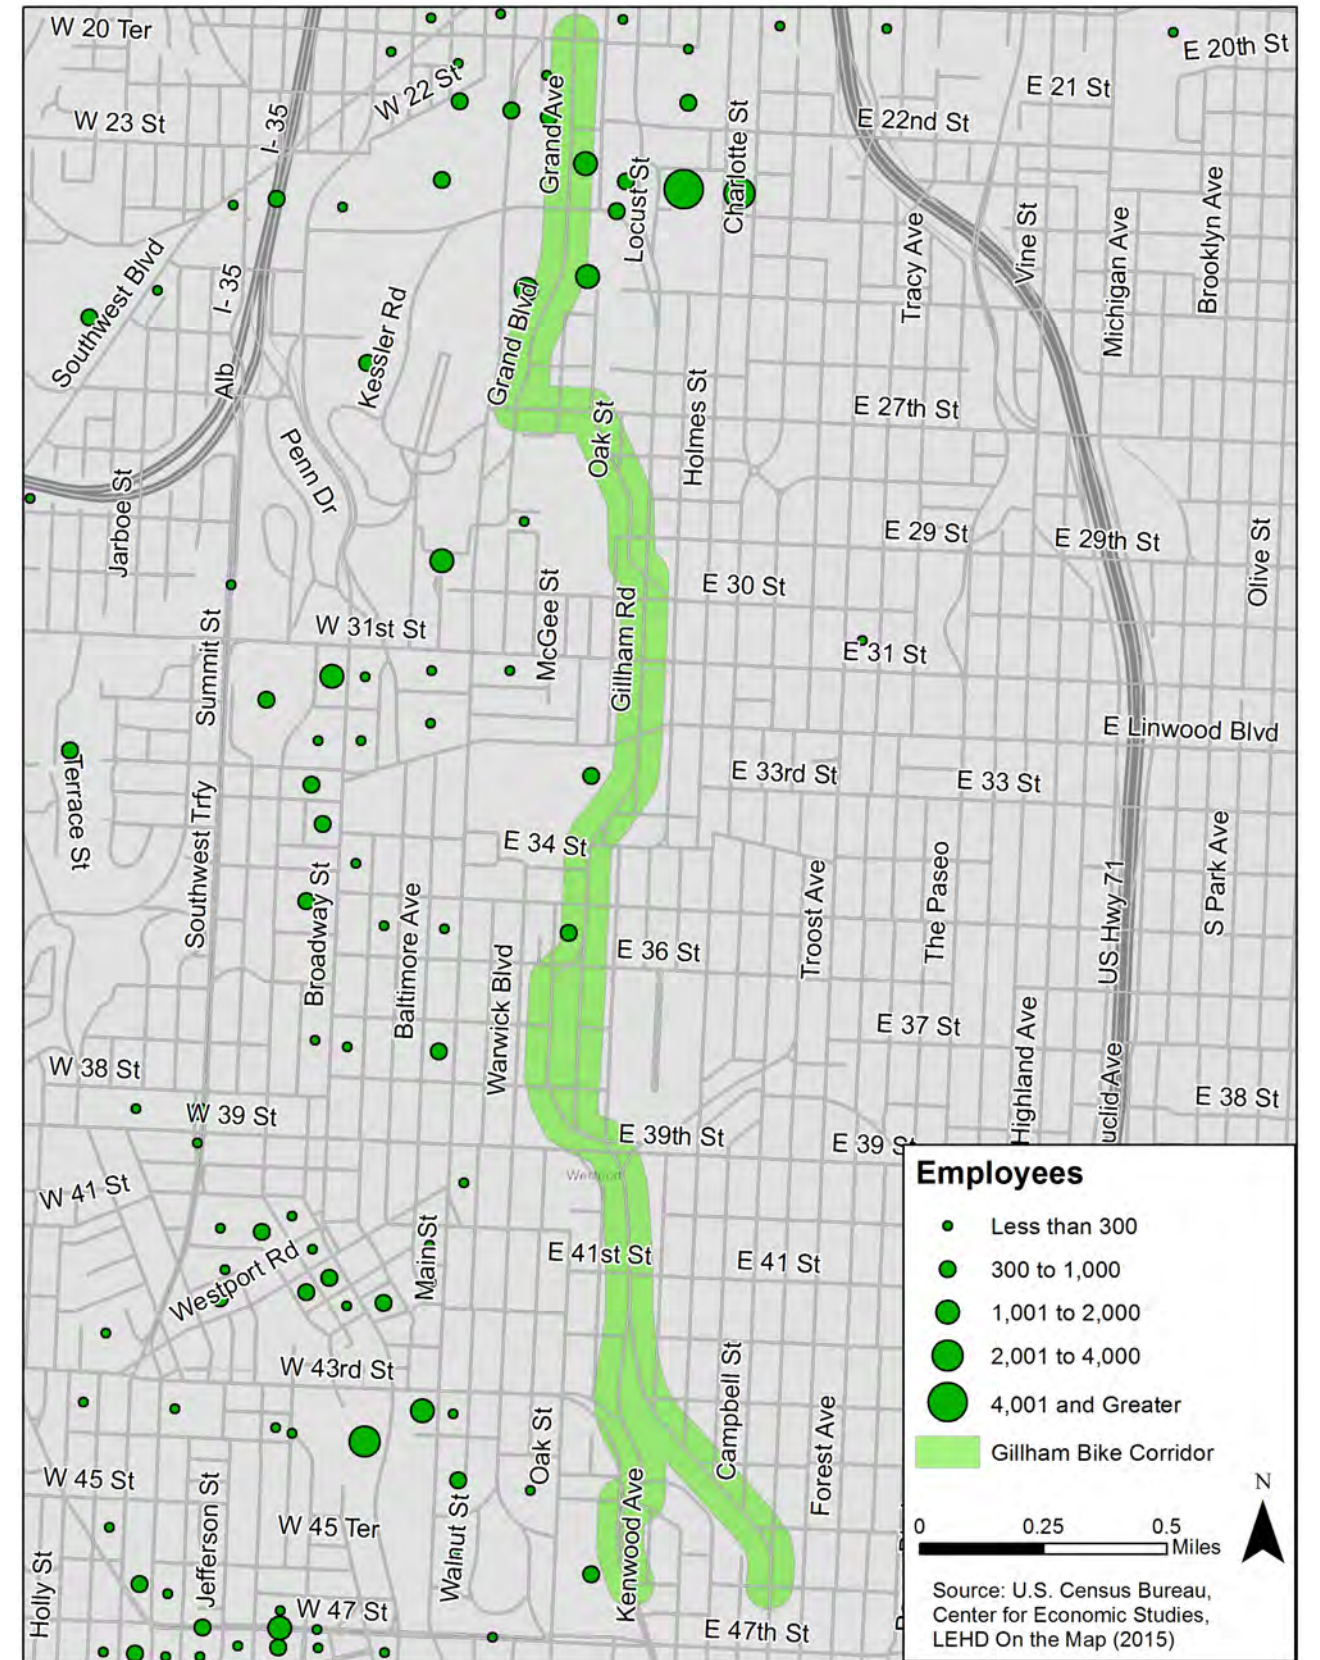 W 20 Ter
E 20th St
E 21 St
W 22 St
E 22nd St
W 23 St
I- 35
Grand Ave
Charlotte St
Locust St
Brooklyn Ave
Vine St
Michigan Ave
Tracy Ave
Southwest Blvd
I- 35
Kessler Rd
Grand Blvd
Alb
Holmes St
E 27th St
Oak St
Penn Dr
Jarboe St
E 29 St
E 29th St
Olive St
E 30 St
McGee St
Gillham Rd
Summit St
W 31st St
E 31 St
E Linwood Blvd
E 33rd St
E 33 St
Terrace St
Southwest Trfy
E 34 St
Broadway St
Baltimore Ave
Troost Ave
The Paseo
S Park Ave
US Hwy 71
E 36 St
Warwick Blvd
E 37 St
Highland Ave
uclid Ave
W 38 St
E 38 St
W 39 St
E 39th St
E 39 St
Westport
W 41 St
Westport Rd
Main St
E 41st St
E 41 St
W 43rd St
Campbell St
Forest Ave
Oak St
W 45 St
Jefferson St
W 45 Ter
Walnut St
Kenwood Ave
Holly St
W 47 St
E 47th St
Employees
Less than 300
300 to 1,000
1,001 to 2,000
2,001 to 4,000
4,001 and Greater
Gillham Bike Corridor
N
0 0.25 0.5
Miles
Source: U.S. Census Bureau,
Center for Economic Studies,
LEHD On the Map (2015)